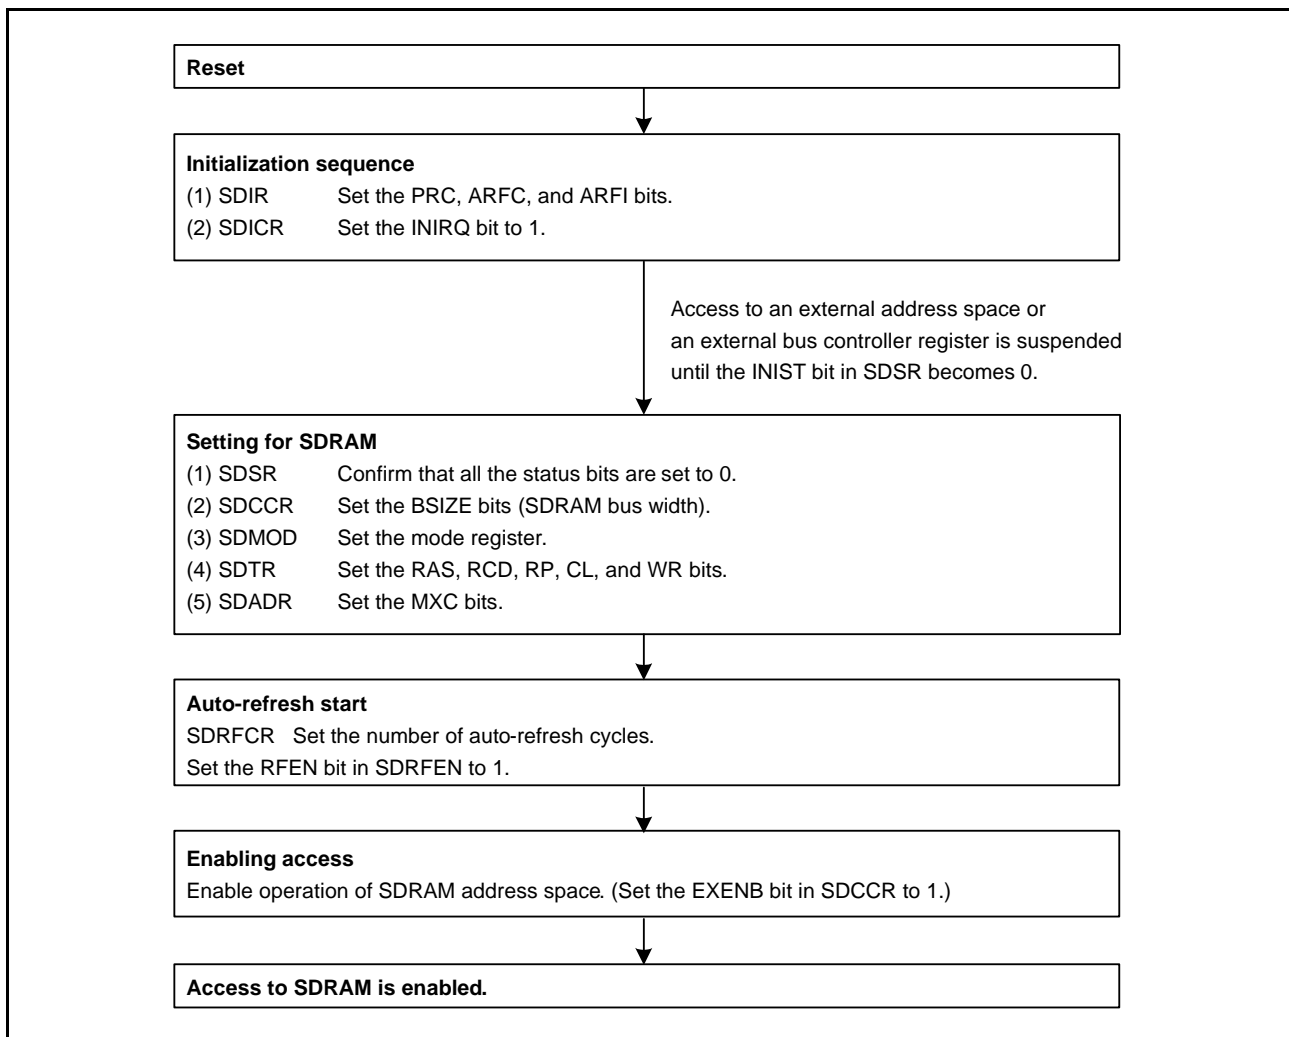 Reset
Initialization sequence
(1) SDIR Set the PRC, ARFC, and ARFI bits.
(2) SDICR Set the INIRQ bit to 1.
Access to an external address space or
an external bus controller register is suspended
until the INIST bit in SDSR becomes 0.
Setting for SDRAM
(1) SDSR Confirm that all the status bits are set to 0.
(2) SDCCR Set the BSIZE bits (SDRAM bus width).
(3) SDMOD Set the mode register.
(4) SDTR Set the RAS, RCD, RP, CL, and WR bits.
(5) SDADR Set the MXC bits.
Auto-refresh start
SDRFCR Set the number of auto-refresh cycles.
Set the RFEN bit in SDRFEN to 1.
Enabling access
Enable operation of SDRAM address space. (Set the EXENB bit in SDCCR to 1.)
Access to SDRAM is enabled.